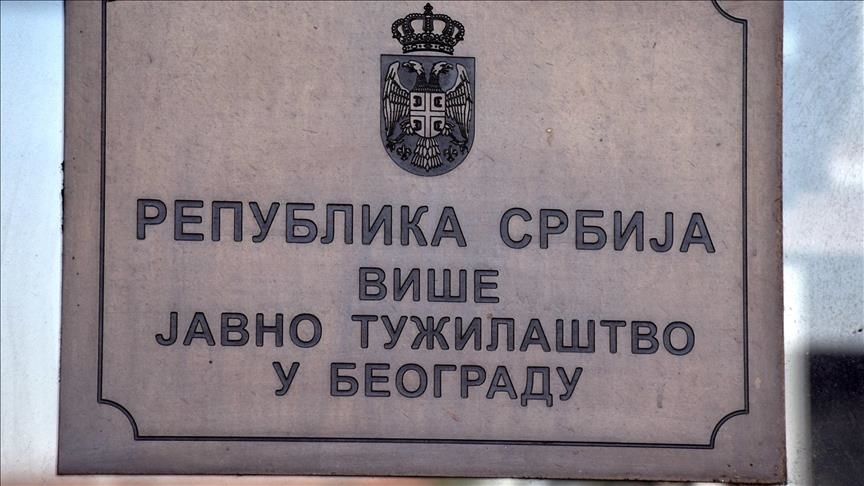 РЕПУБЛИКА СРБИЈА
ВИШЕ
ЈАВНО ТУЖИЛАШТВО
У БЕОГРАДУ